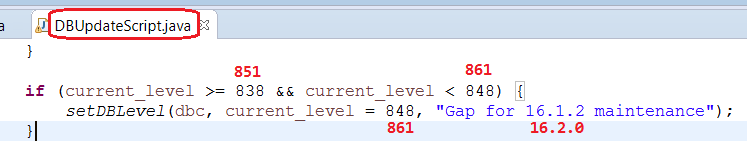 a
DBUpdateScript.java
}
851 861
if (current_level >= 838 && current_level < 848) {
setDBLevel(dbc, current_level = 848, "Gap for 16.1.2 maintenance");
} 861 16.2.0